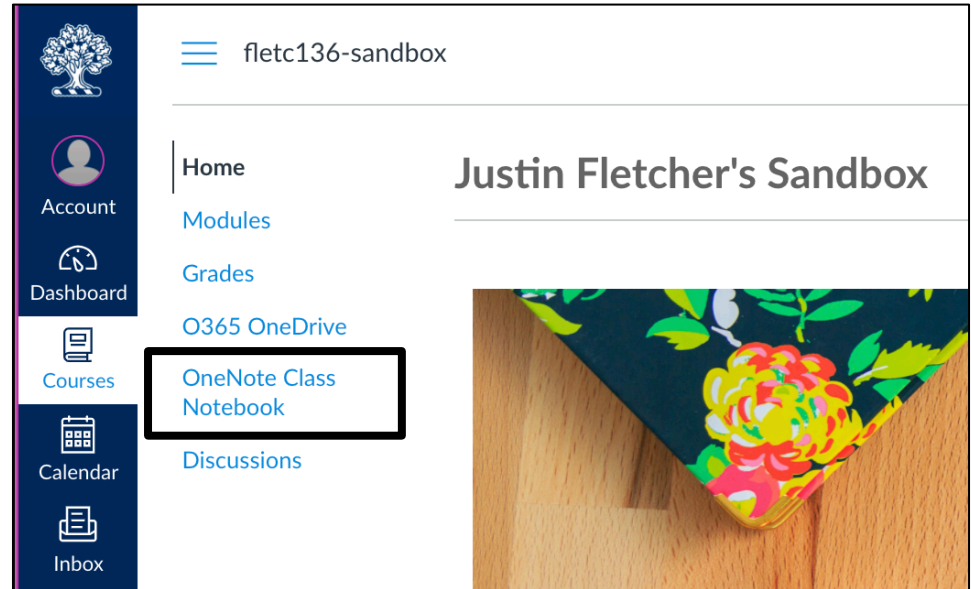 fletc136-sandbox
Account
Dashboard
Courses
Calendar
Inbox
Home
Modules
Grades
O365 OneDrive
OneNote Class
Notebook
Discussions
Justin Fletcher's Sandbox